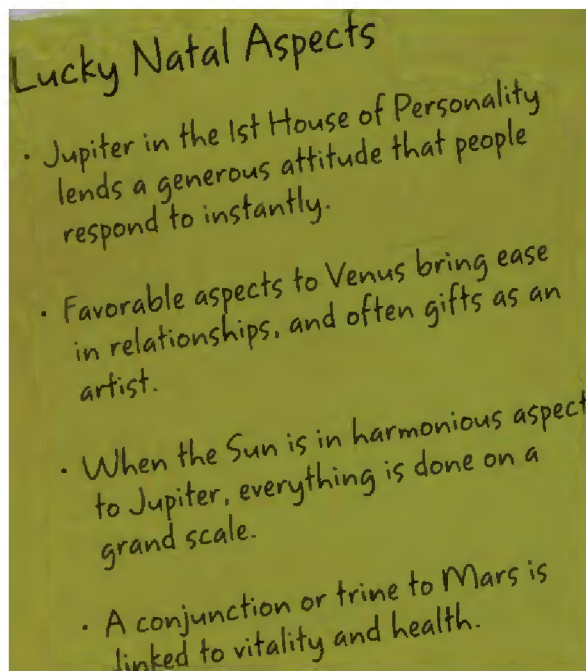 Lucky Natal Aspects
· Jupiter in the 1st House of Personality
lends a generous attitude that people
respond to instantly.
· Favorable aspects to Venus bring ease
in relationships, and often gifts as an
artist.
· When the Sun is in harmonious aspect
to Jupiter, everything is done on a
grand scale.
· A conjunction or trine to Mars is
linked to vitality and health.